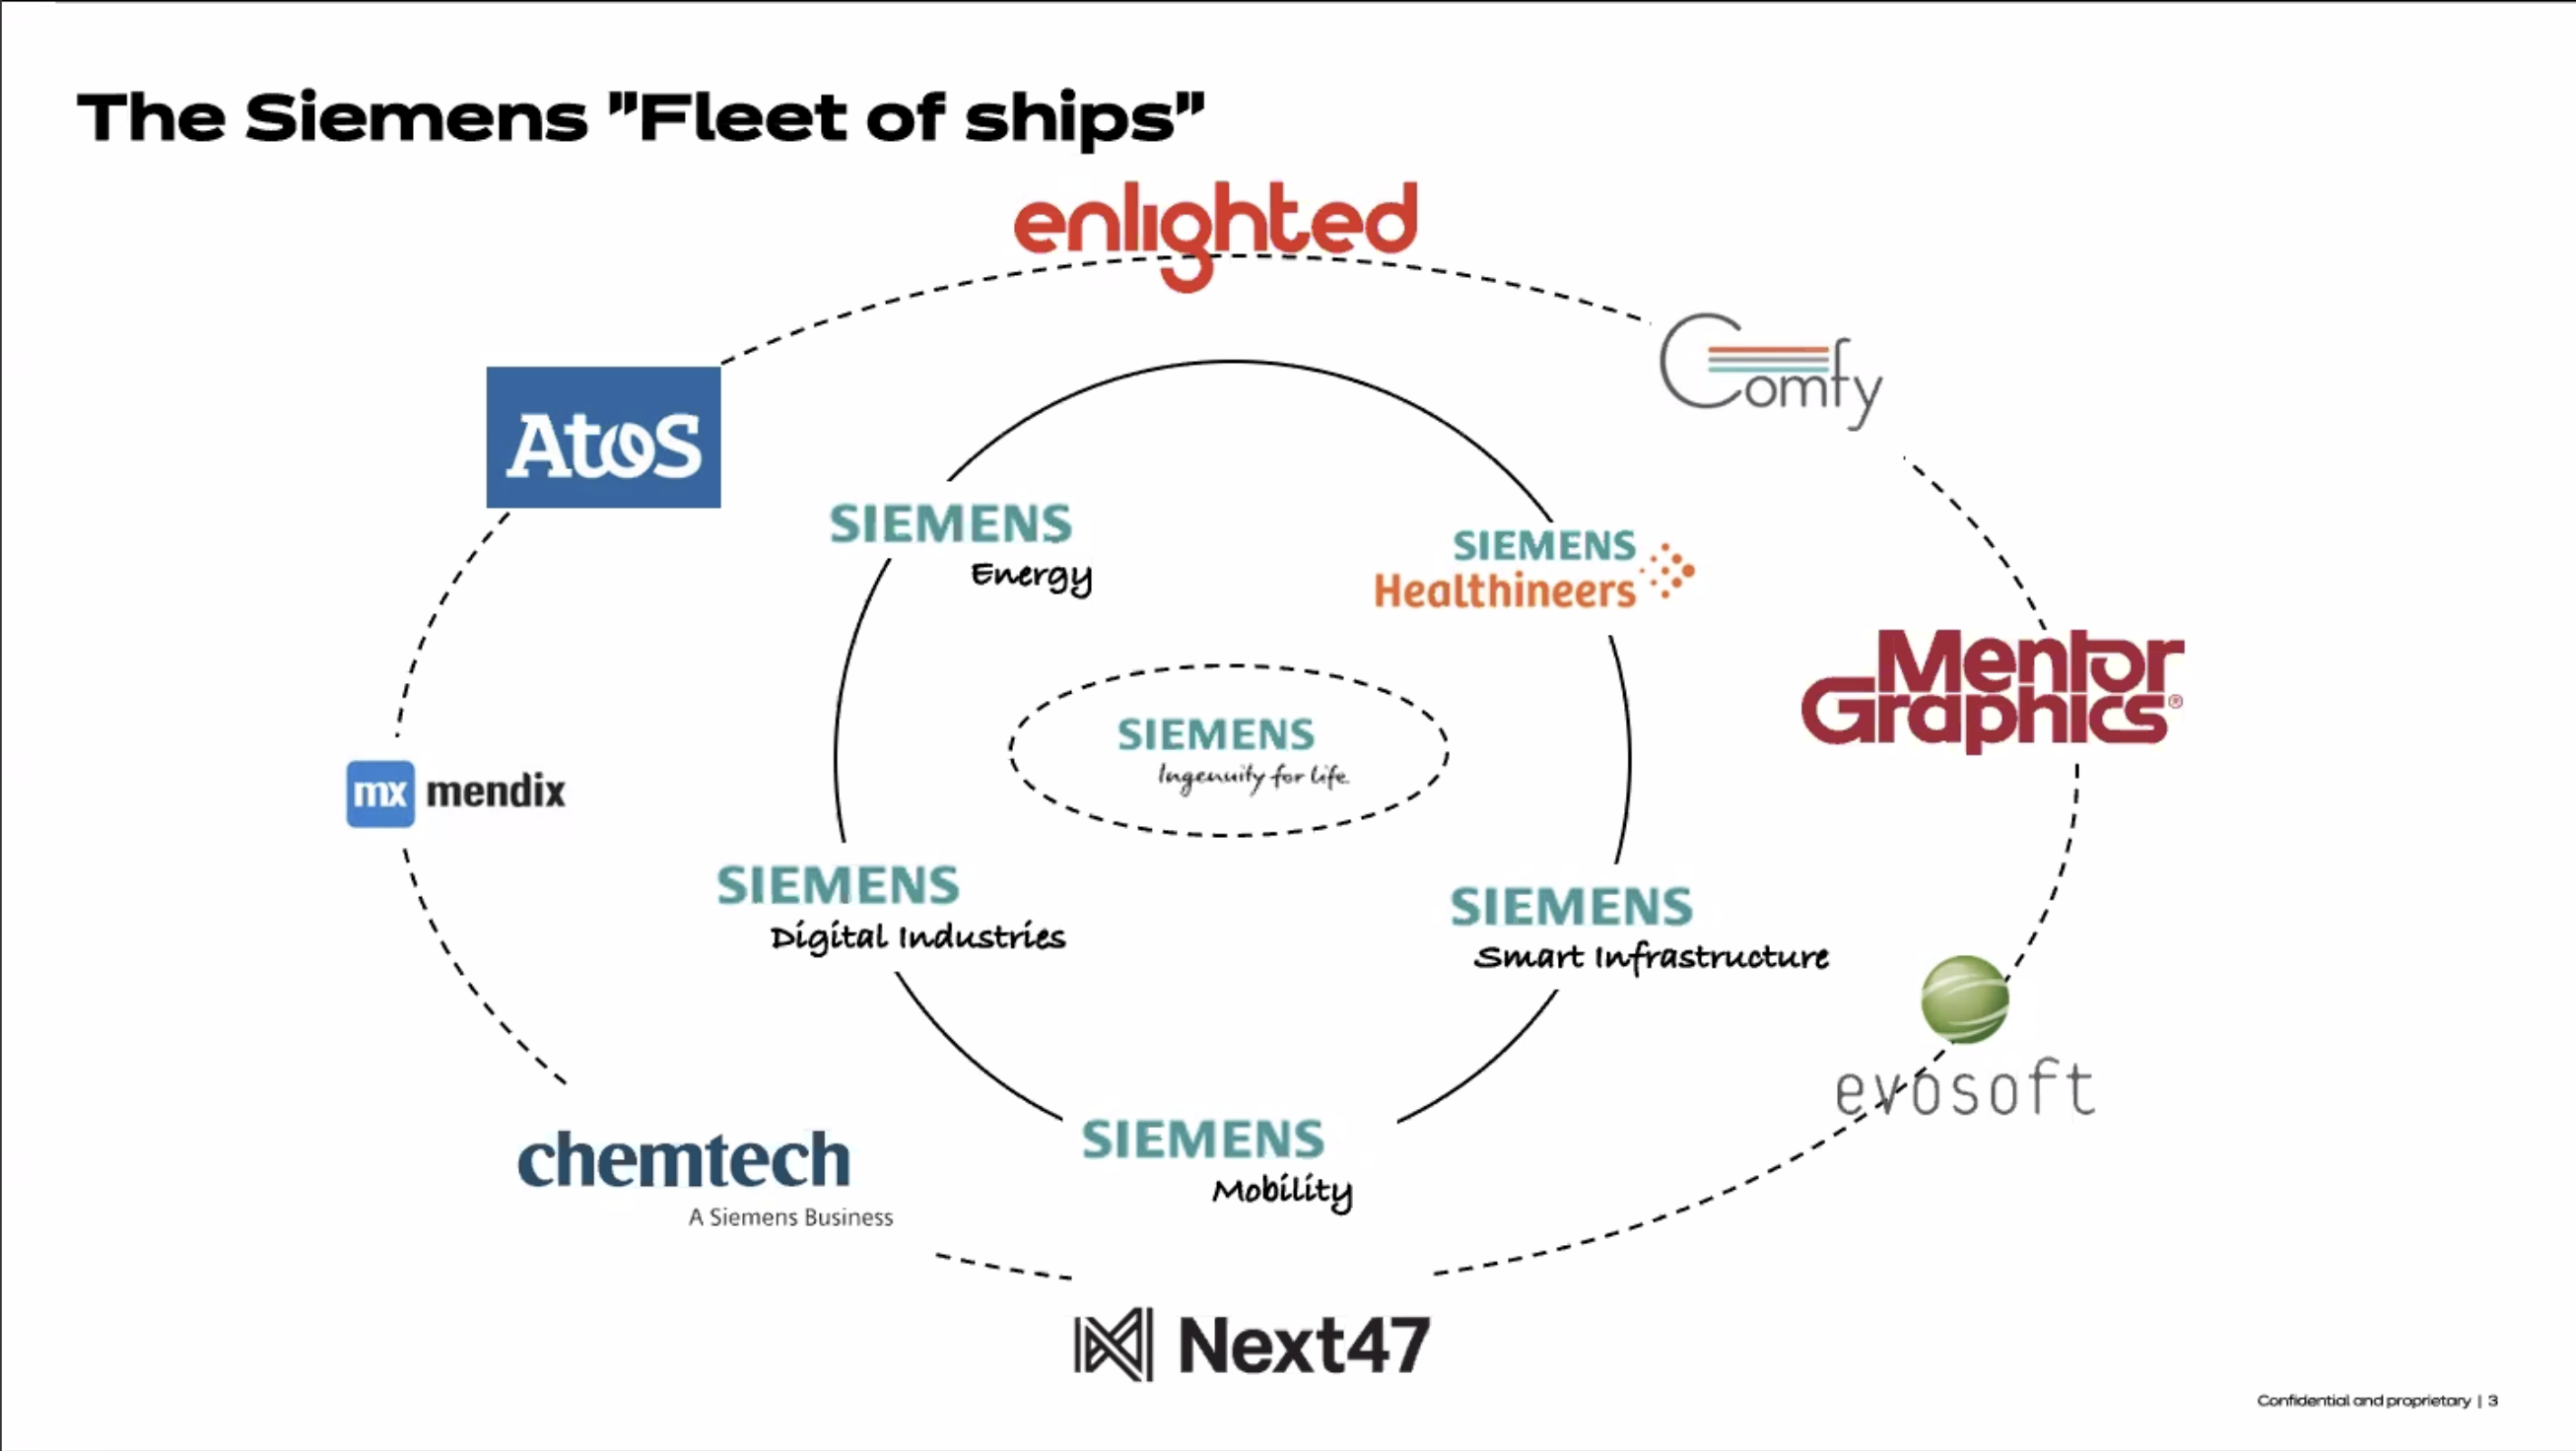 The Siemens "Fleet of ships"
enlighted
Comfy
Atos
SIEMENS
Energy
SIEMENS
Healthineers
Mentor
Graphics®
SIEMENS
Ingenuity for life
mx mendix
SIEMENS
Digital Industries
SIEMENS
Smart Infrastructure
evosoft
chemtech
A Siemens Business
SIEMENS
Mobility
Next47
Confidential and proprietary | 3